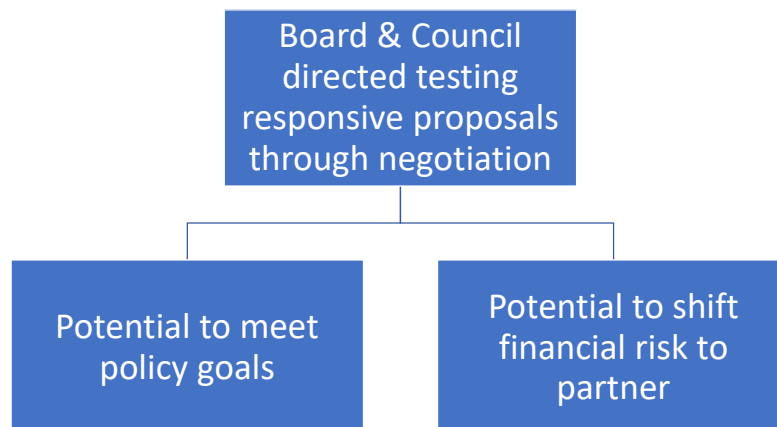 Board & Council
directed testing
responsive proposals
through negotiation
Potential to meet
policy goals
Potential to shift
financial risk to
partner